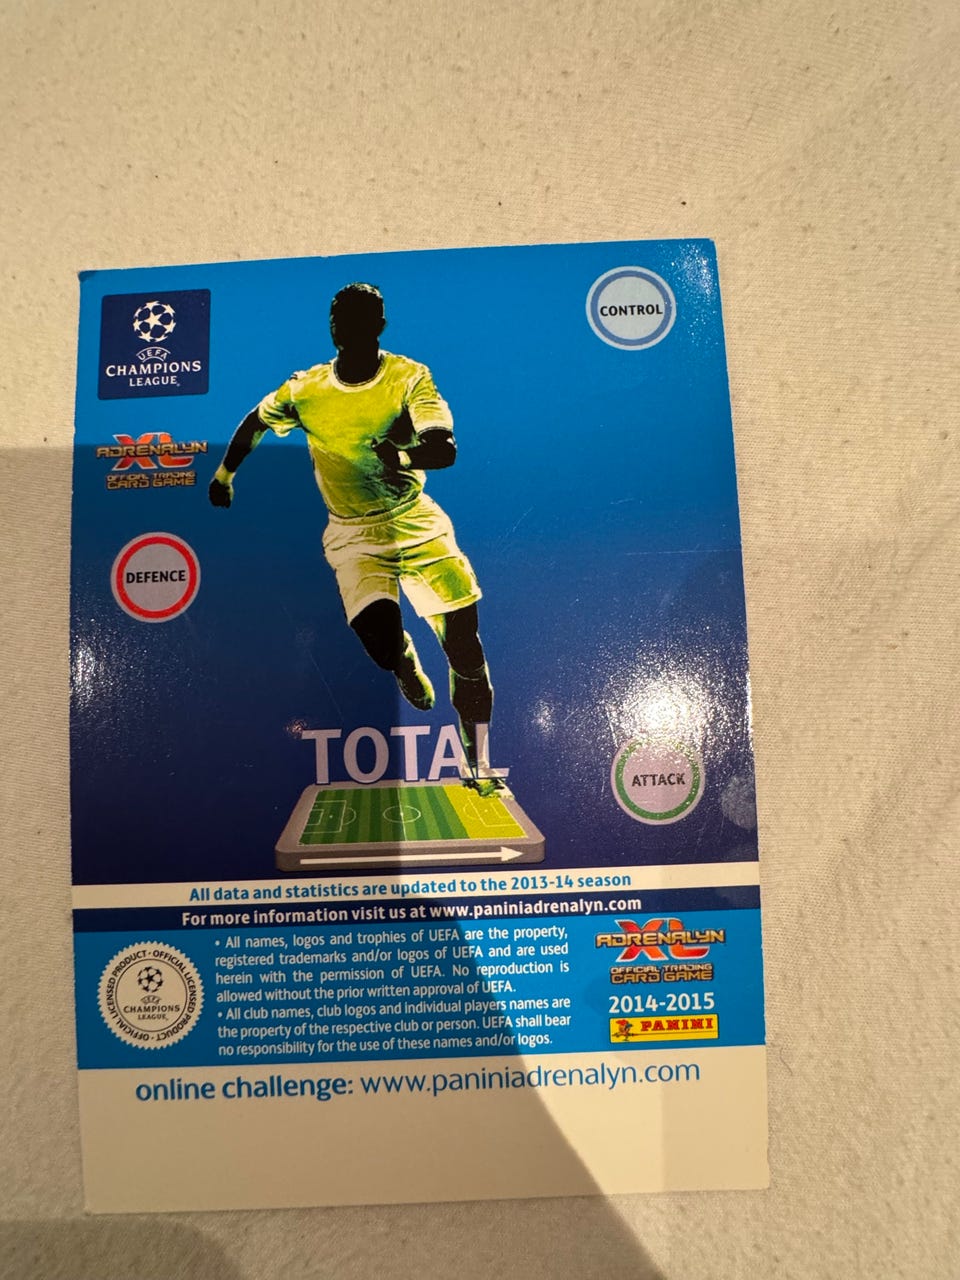 UEFA
CHAMPIONS
LEAGUE
CONTROL
ADRENALYN
XL
OFFICIAL TRADING
CARD GAME
DEFENCE
TOTAL
ATTACK
All data and statistics are updated to the 2013-14 season
For more information visit us at www.paniniadrenalyn.com
• All names, logos and trophies of UEFA are the property,
registered trademarks and/or logos of UEFA and are used
herein with the permission of UEFA. No reproduction is
allowed without the prior written approval of UEFA.
• All club names, club logos and individual players names are
the property of the respective club or person. UEFA shall bear
no responsibility for the use of these names and/or logos.
OFFICIAL LICENSED PRODUCT · OFFICIAL LICENSED PRODUCT ·
UEFA
CHAMPIONS
LEAGUE
ADRENALYN
XL
OFFICIAL TRADING
CARD GAME
2014-2015
PANINI
online challenge: www.paniniadrenalyn.com